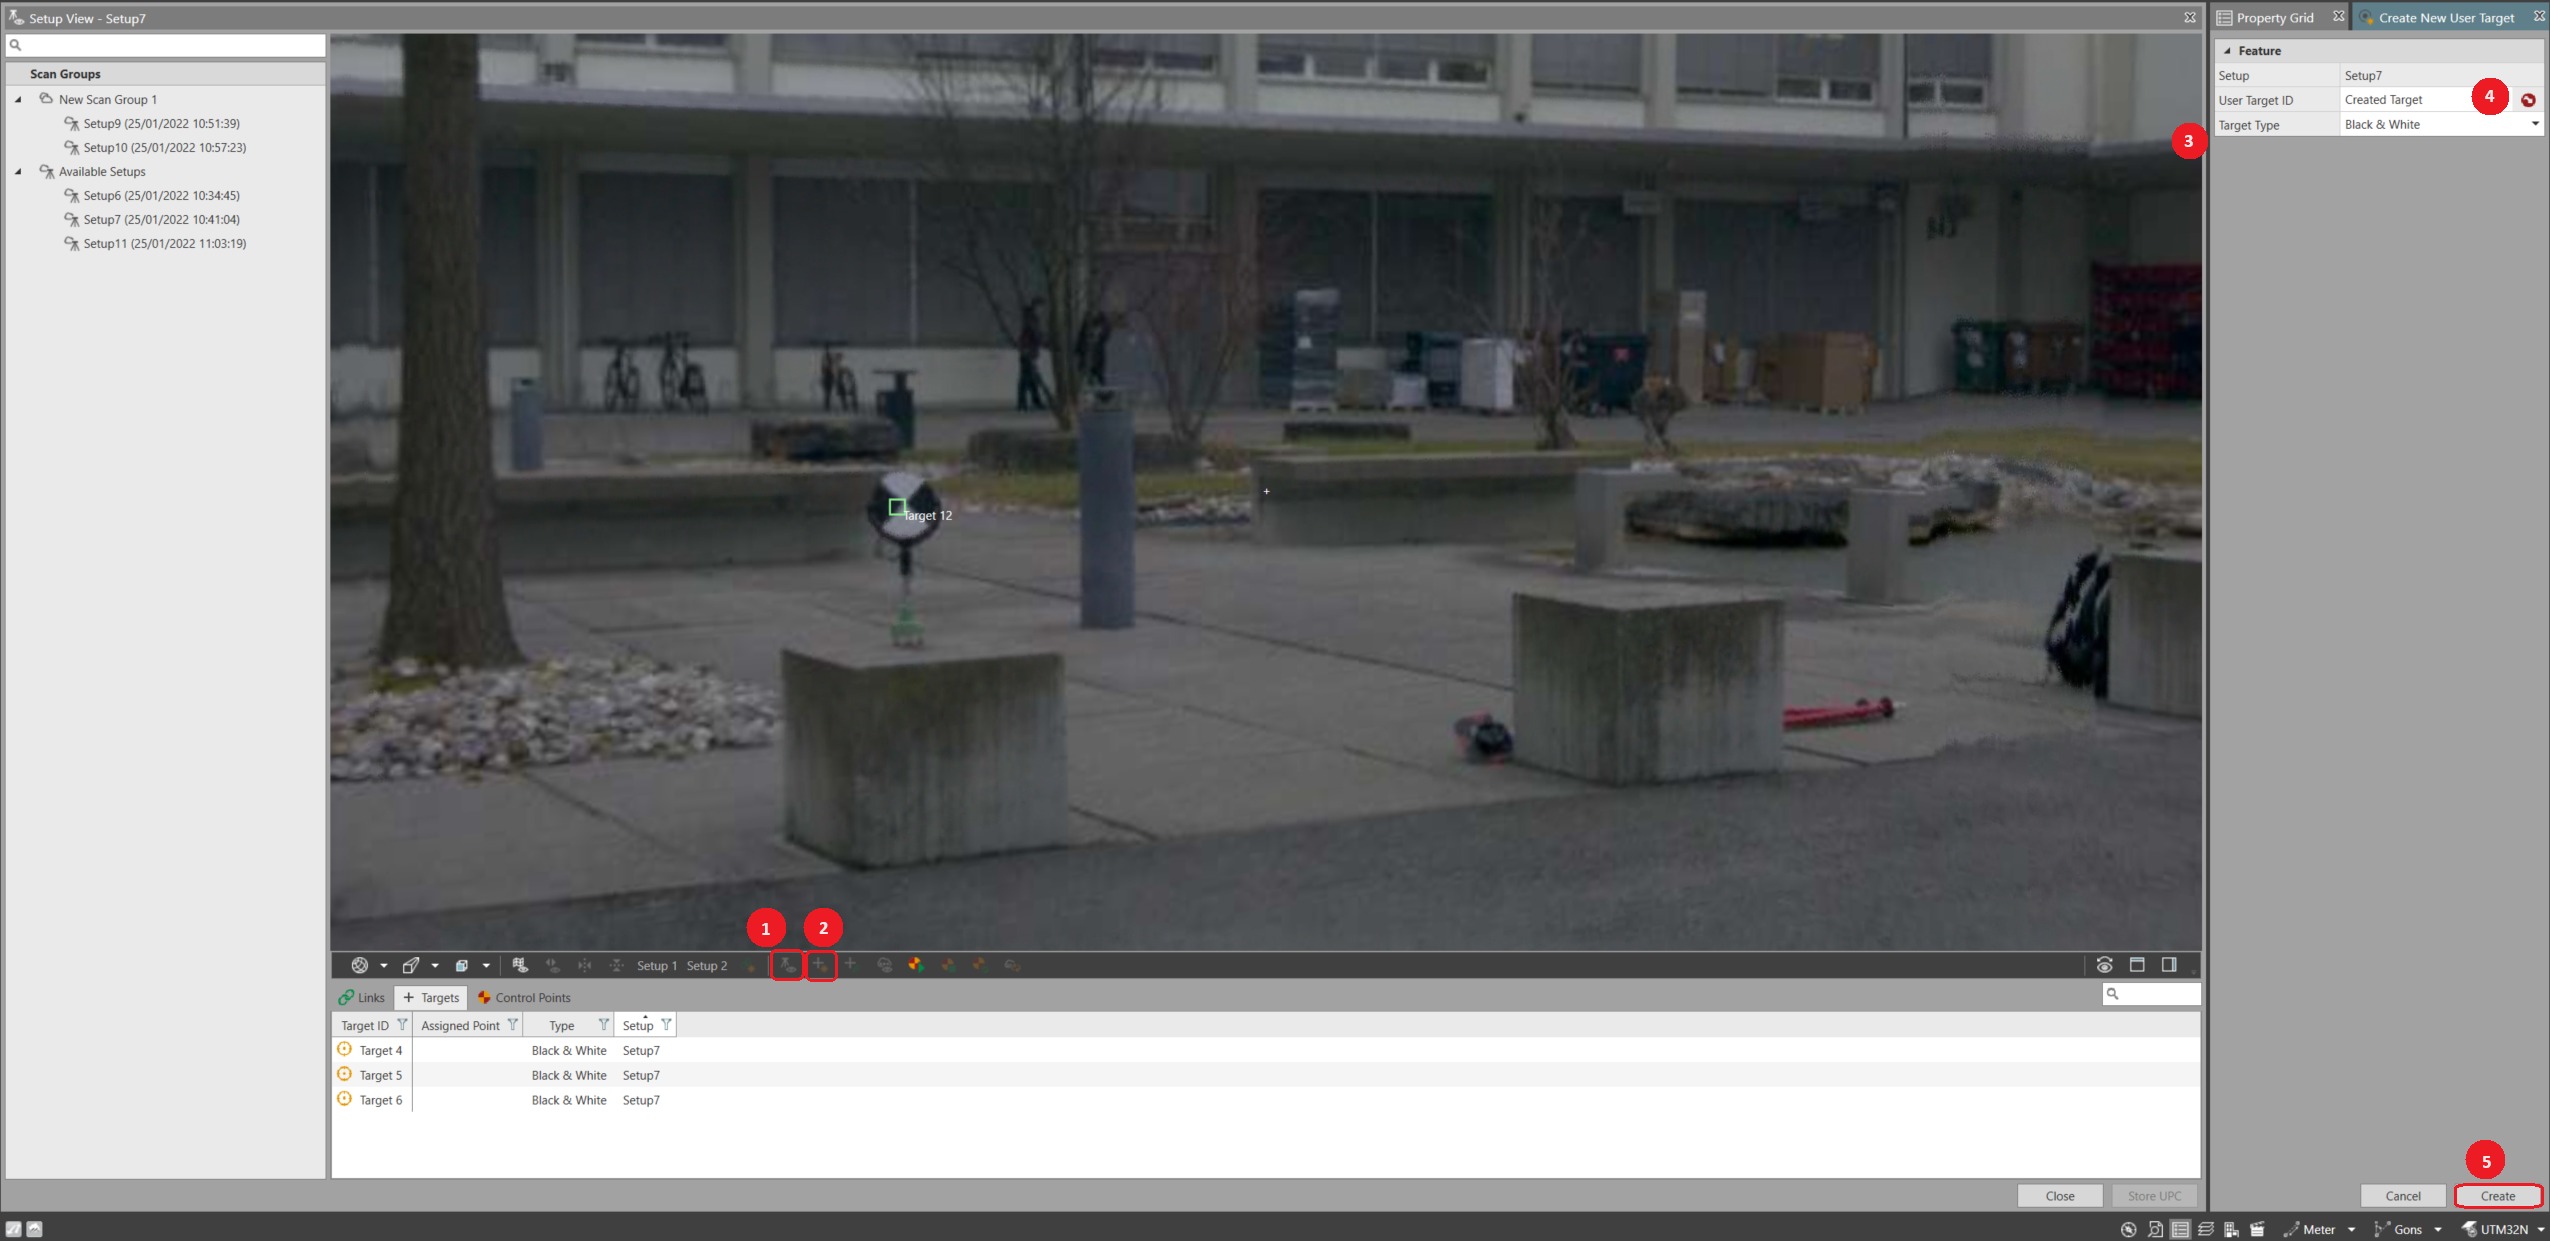 Setup View - Setup7
Scan Groups
New Scan Group 1
Setup9 (25/01/2022 10:51:39)
Setup10 (25/01/2022 10:57:23)
Available Setups
Setup6 (25/01/2022 10:34:45)
Setup7 (25/01/2022 10:41:04)
Setup11 (25/01/2022 11:03:19)
Target 12
1
2
Setup 1 Setup 2
Links + Targets Control Points
Target ID Assigned Point Type Setup
Target 4 Black & White Setup7
Target 5 Black & White Setup7
Target 6 Black & White Setup7
Close Store UPC
Property Grid Create New User Target
Feature
Setup Setup7
User Target ID Created Target
4
Target Type Black & White
3
5
Cancel Create
Meter Gons UTM32N